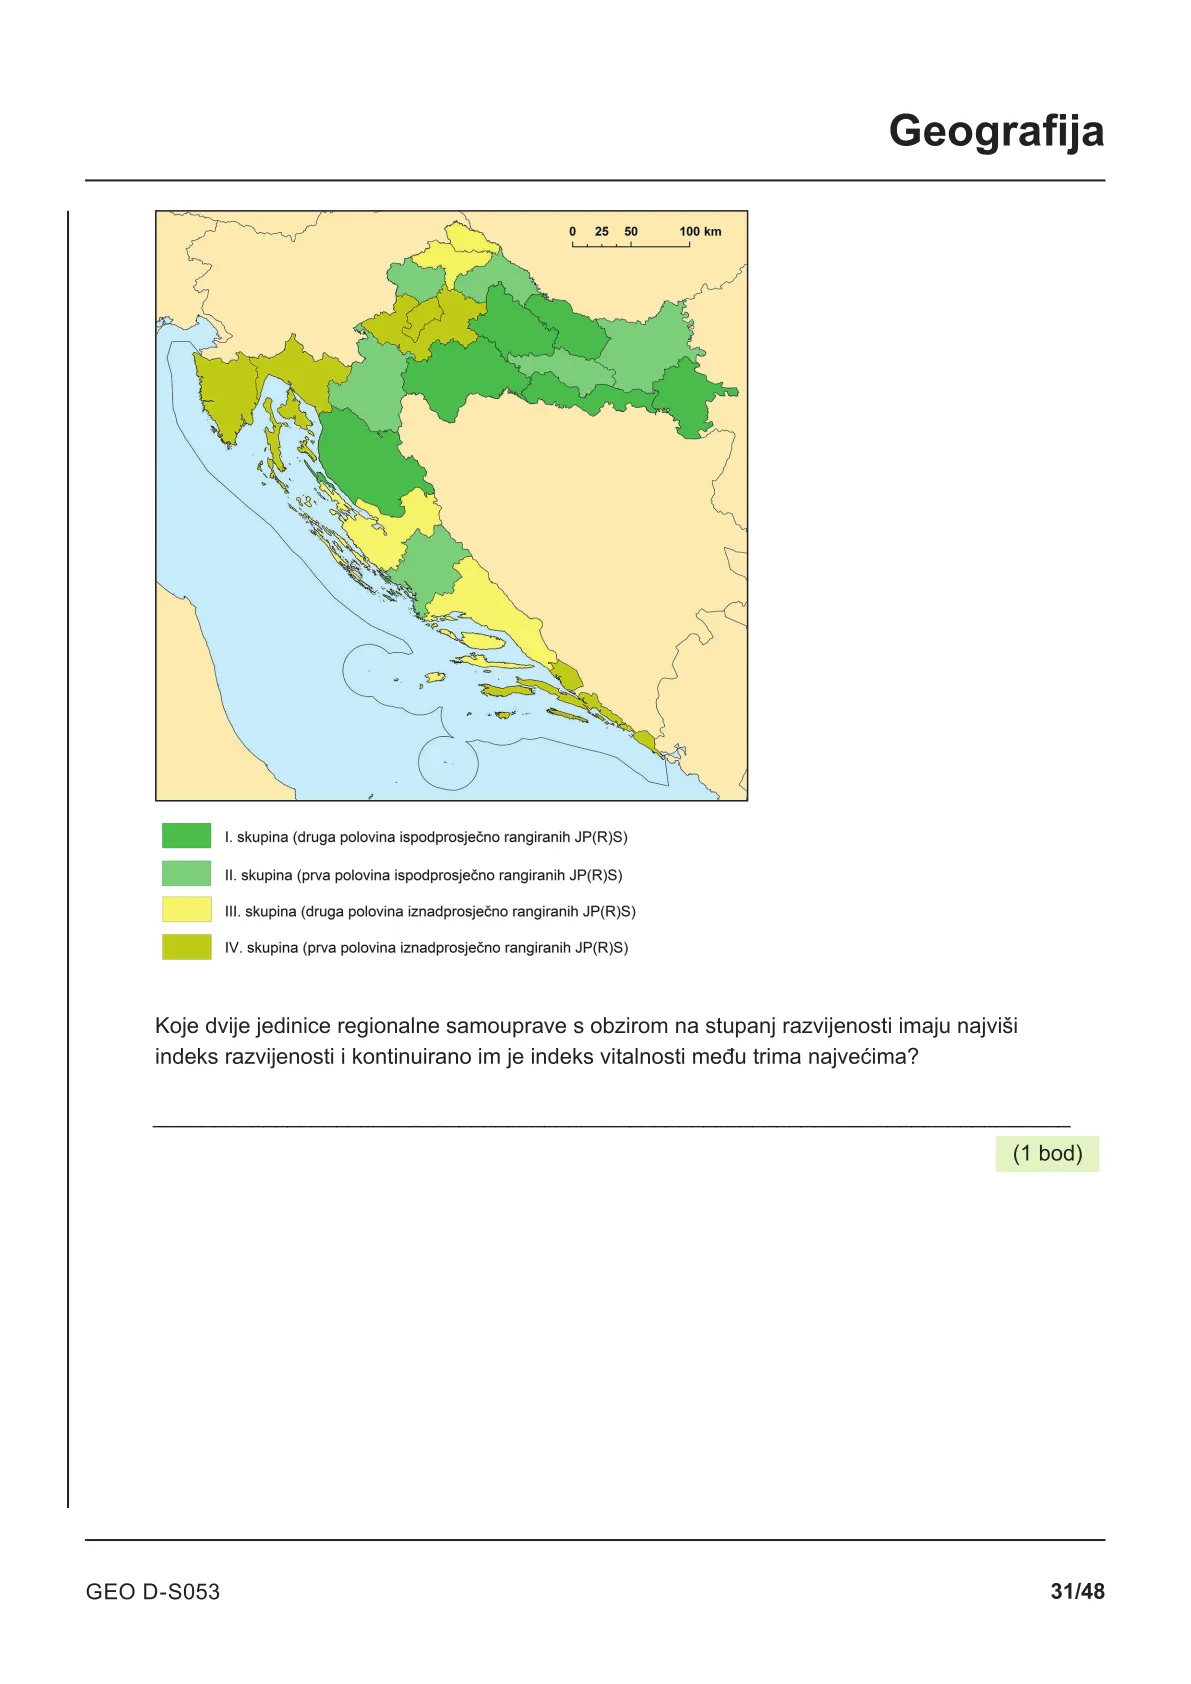 Geografija
0 25 50 100 km
I. skupina (druga polovina ispodprosječno rangiranih JP(R)S)
II. skupina (prva polovina ispodprosječno rangiranih JP(R)S)
III. skupina (druga polovina iznadprosječno rangiranih JP(R)S)
IV. skupina (prva polovina iznadprosječno rangiranih JP(R)S)
Koje dvije jedinice regionalne samouprave s obzirom na stupanj razvijenosti imaju najviši
indeks razvijenosti i kontinuirano im je indeks vitalnosti među trima najvećima?
(1 bod)
GEO D-S053
31/48